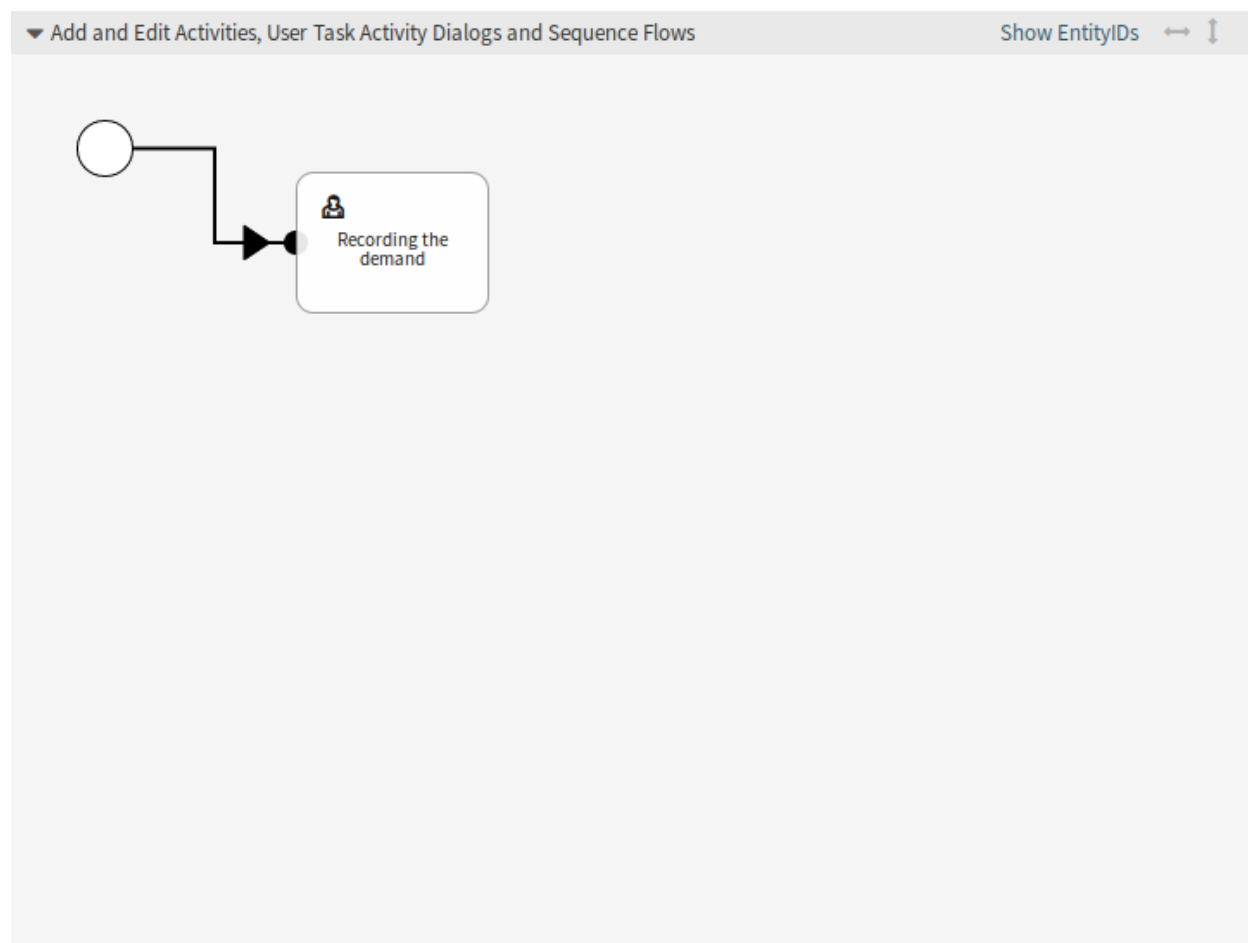 Add and Edit Activities, User Task Activity Dialogs and Sequence Flows
Show EntityIDs
Recording the
demand